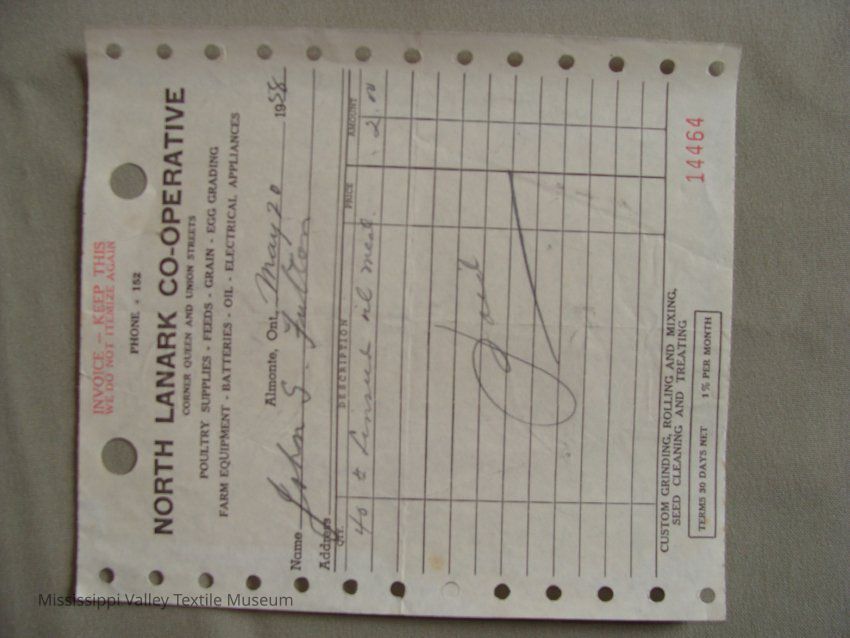 INVOICE — KEEP THIS
WE DO NOT ITEMIZE AGAIN
PHONE - 152
NORTH LANARK CO-OPERATIVE
CORNER QUEEN AND UNION STREETS
POULTRY SUPPLIES - FEEDS - GRAIN - EGG GRADING
FARM EQUIPMENT - BATTERIES - OIL - ELECTRICAL APPLIANCES
Almonte, Ont., May 20 1958
Name John S. Fulton
Address
QTY. DESCRIPTION PRICE AMOUNT
40 # Linseed oil meal. 2.00
Paid
CUSTOM GRINDING, ROLLING AND MIXING,
SEED CLEANING AND TREATING
TERMS 30 DAYS NET 1% PER MONTH
14464
Mississippi Valley Textile Museum